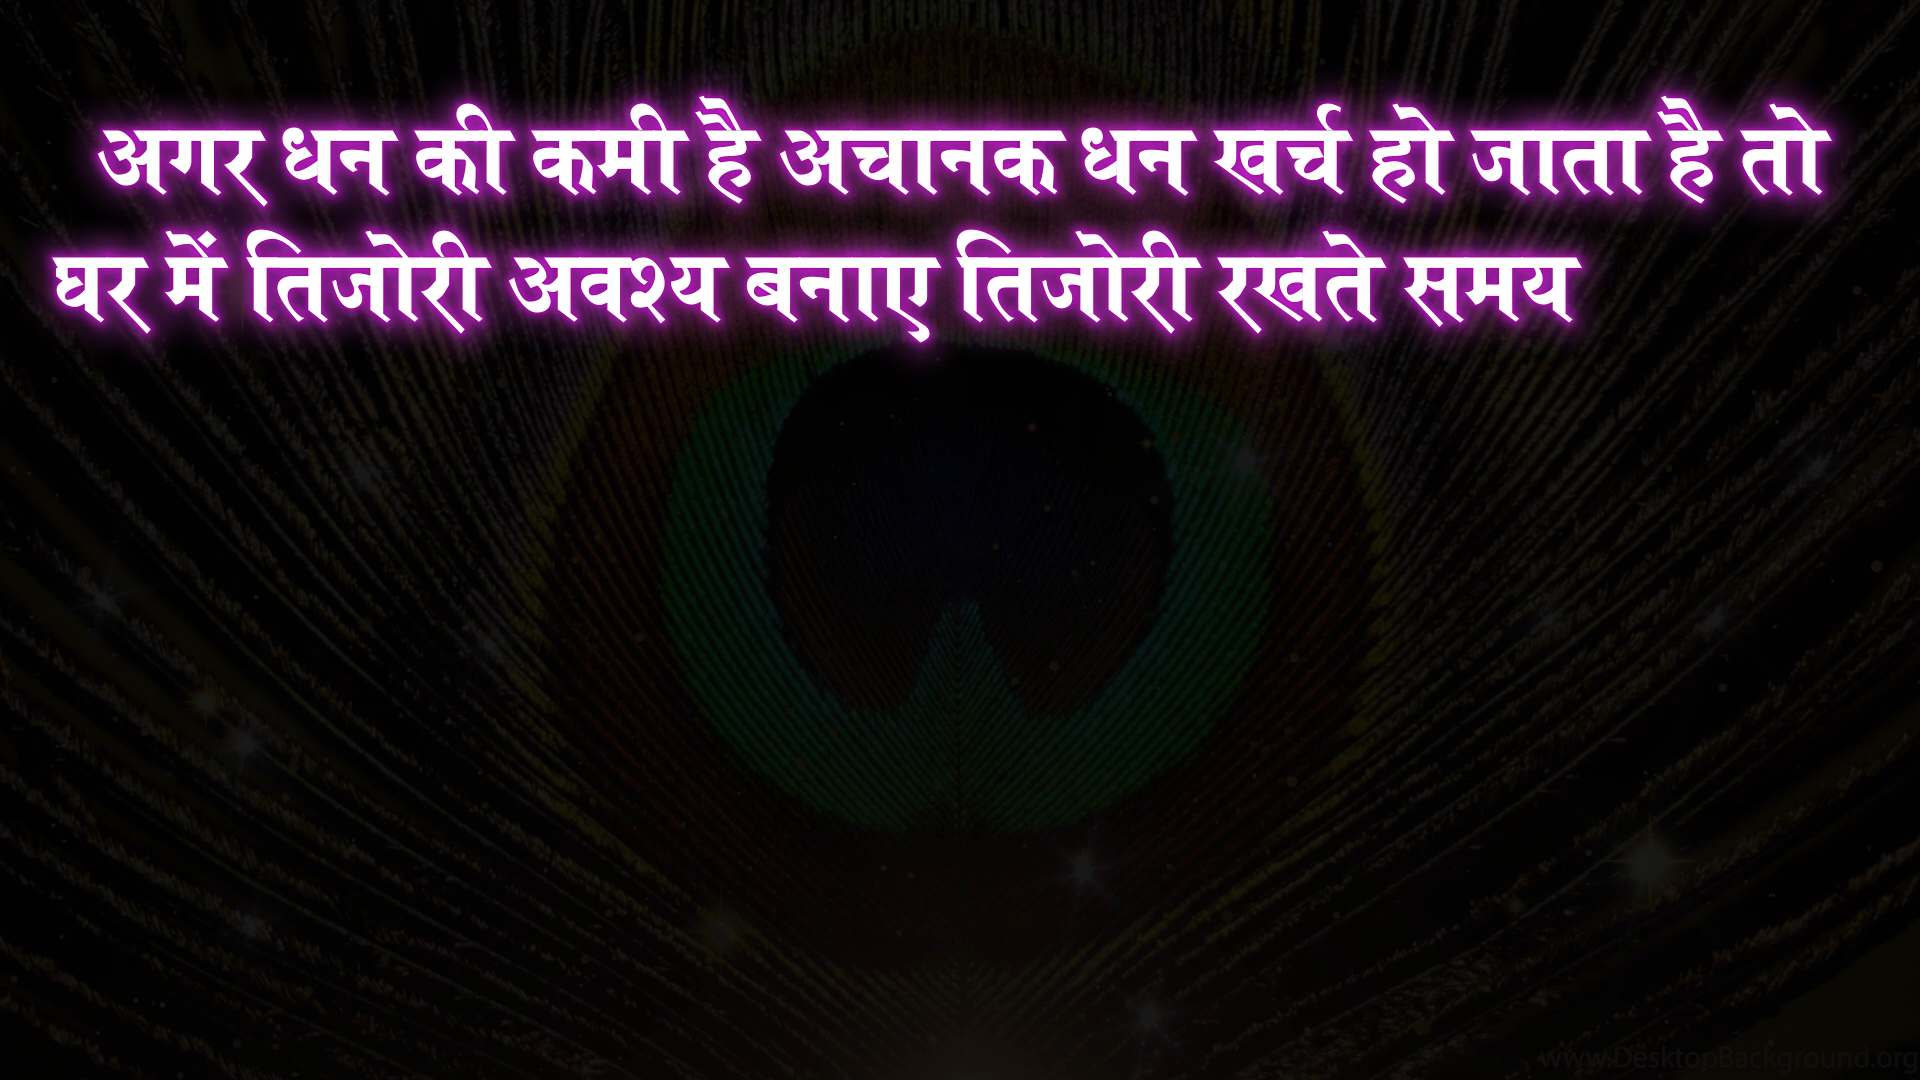 अगर धन की कमी है अचानक धन खर्च हो जाता है तो
घर में तिजोरी अवश्य बनाए तिजोरी रखते समय
www.DesktopBackground.org